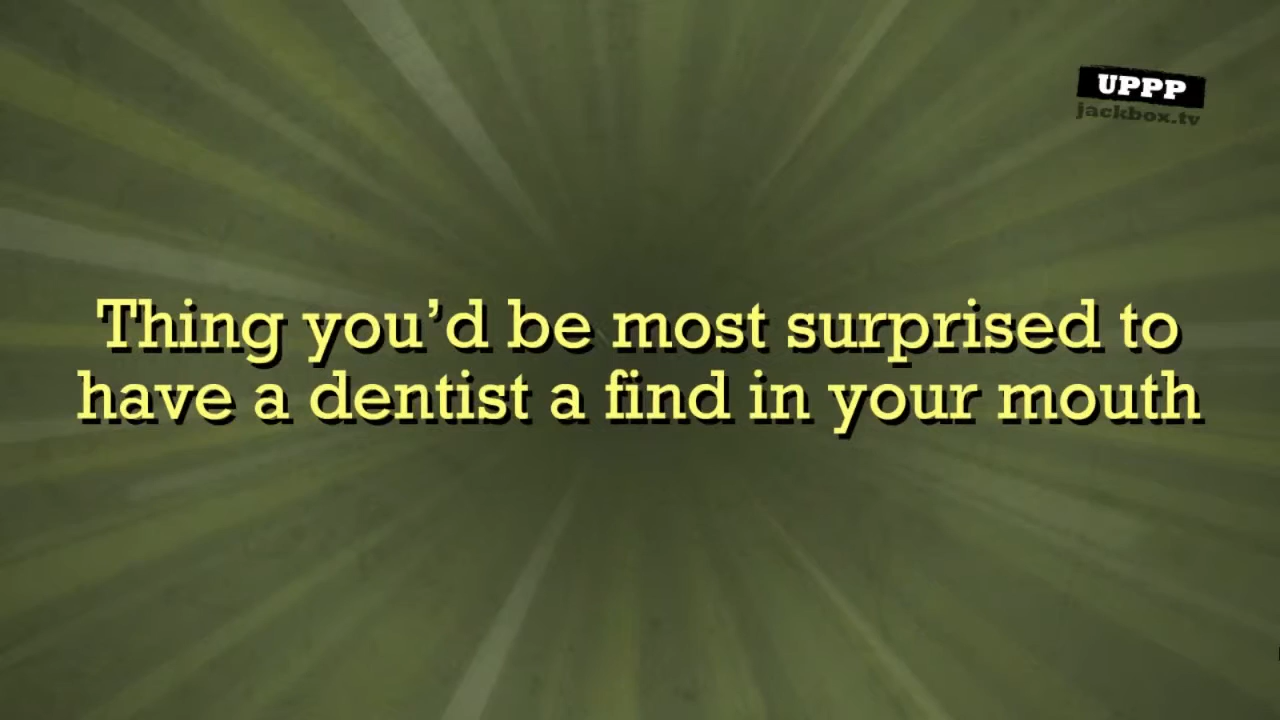 UPPP
jackbox.tv
Thing you’d be most surprised to
have a dentist a find in your mouth